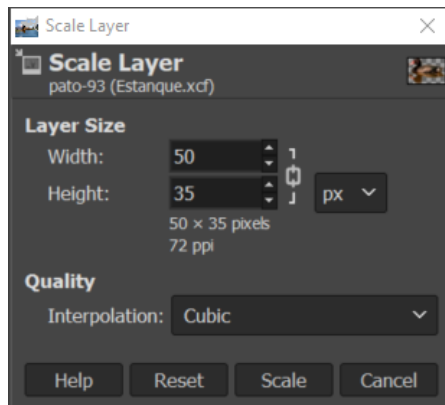 Scale Layer
Scale Layer
pato-93 (Estanque.xcf)
Layer Size
Width: 50
Height: 35 px
50 × 35 pixels
72 ppi
Quality
Interpolation: Cubic
Help Reset Scale Cancel